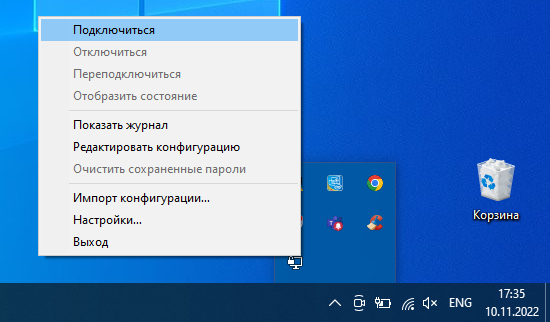 Подключиться
Отключиться
Переподключиться
Отобразить состояние
Показать журнал
Редактировать конфигурацию
Очистить сохраненные пароли
Импорт конфигурации...
Настройки...
Выход
Корзина
ENG
17:35
10.11.2022